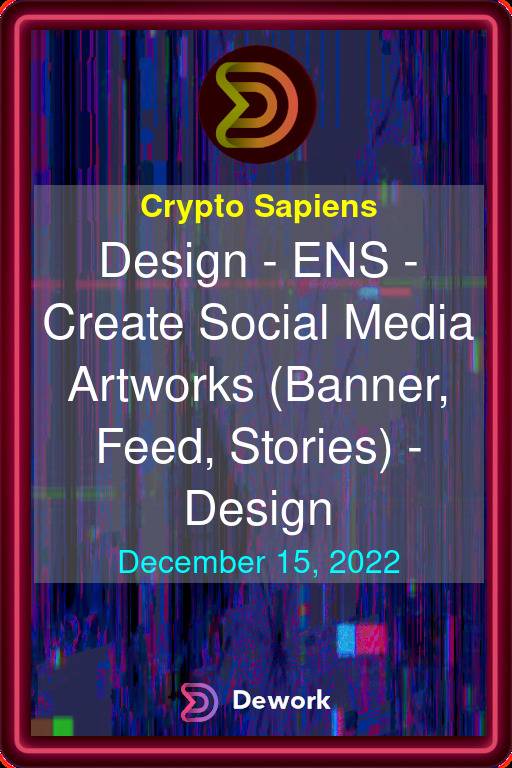 Crypto Sapiens
Design - ENS -
Create Social Media
Artworks (Banner,
Feed, Stories) -
Design
December 15, 2022
Dework